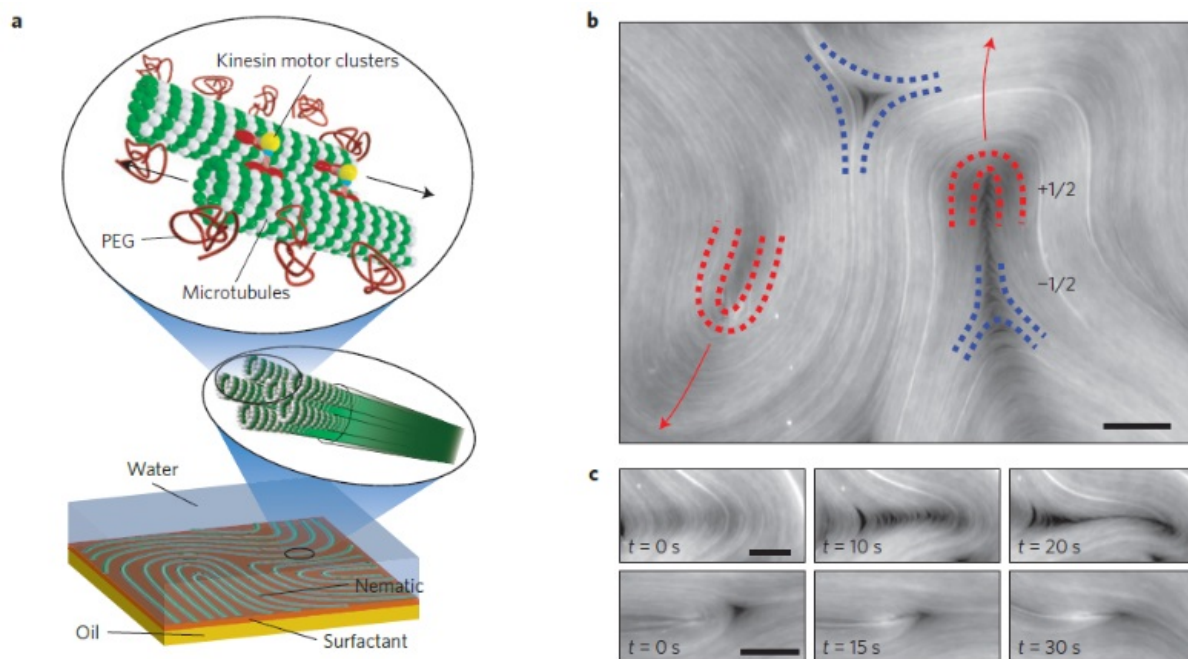 a
Kinesin motor clusters
PEG
Microtubules
Water
Nematic
Oil
Surfactant
b
+1/2
−1/2
c
t = 0 s
t = 10 s
t = 20 s
t = 0 s
t = 15 s
t = 30 s